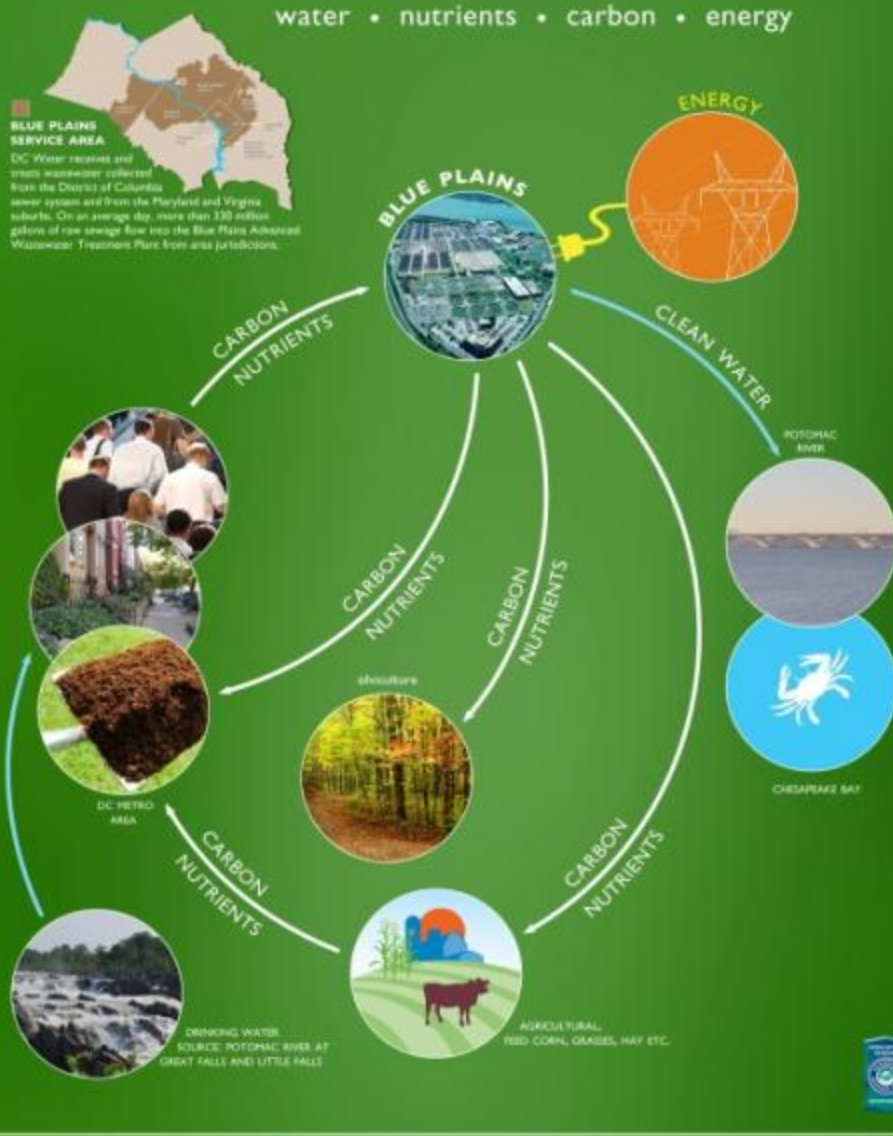 water • nutrients • carbon • energy
BLUE PLAINS
SERVICE AREA
DC Water receives and
treats wastewater collected
from the District of Columbia
sewer system and from the Maryland and Virginia
suburbs. On an average day, more than 330 million
gallons of raw sewage flow into the Blue Plains Advanced
Wastewater Treatment Plant from area jurisdictions.
ENERGY
BLUE PLAINS
CARBON
NUTRIENTS
CLEAN WATER
POTOMAC
RIVER
CARBON
NUTRIENTS
CARBON
NUTRIENTS
silviculture
CHESAPEAKE BAY
DC METRO
AREA
CARBON
NUTRIENTS
CARBON
NUTRIENTS
DRINKING WATER
SOURCE: POTOMAC RIVER AT
GREAT FALLS AND LITTLE FALLS
AGRICULTURAL,
FEED CORN, GRASSES, HAY ETC.